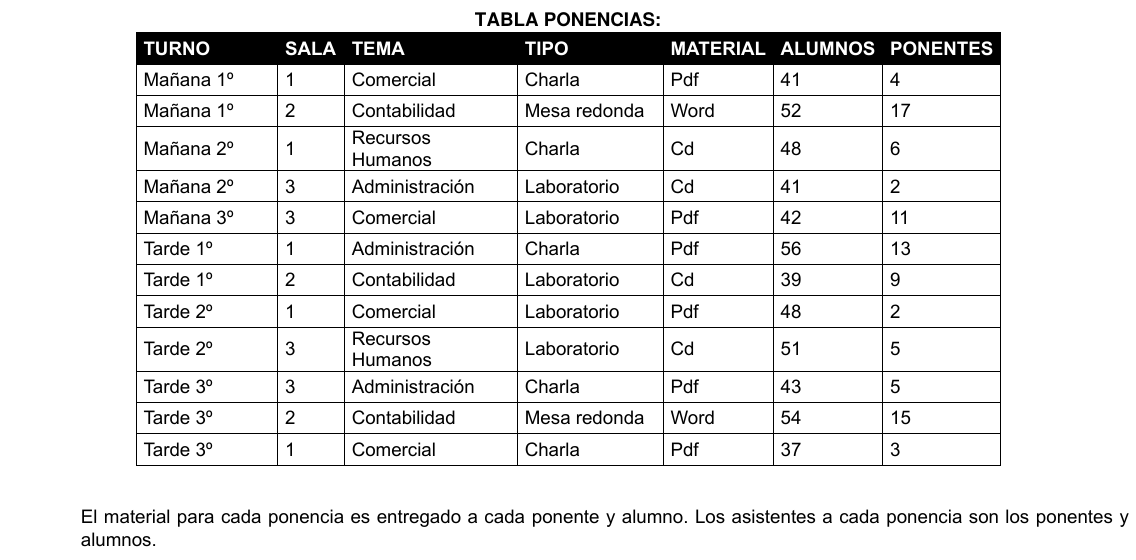 TABLA PONENCIAS:
TURNO SALA TEMA TIPO MATERIAL ALUMNOS PONENTES
Mañana 1º 1 Comercial Charla Pdf 41 4
Mañana 1º 2 Contabilidad Mesa redonda Word 52 17
Mañana 2º 1 Recursos Humanos Charla Cd 48 6
Mañana 2º 3 Administración Laboratorio Cd 41 2
Mañana 3º 3 Comercial Laboratorio Pdf 42 11
Tarde 1º 1 Administración Charla Pdf 56 13
Tarde 1º 2 Contabilidad Laboratorio Cd 39 9
Tarde 2º 1 Comercial Laboratorio Pdf 48 2
Tarde 2º 3 Recursos Humanos Laboratorio Cd 51 5
Tarde 3º 3 Administración Charla Pdf 43 5
Tarde 3º 2 Contabilidad Mesa redonda Word 54 15
Tarde 3º 1 Comercial Charla Pdf 37 3
El material para cada ponencia es entregado a cada ponente y alumno. Los asistentes a cada ponencia son los ponentes y
alumnos.